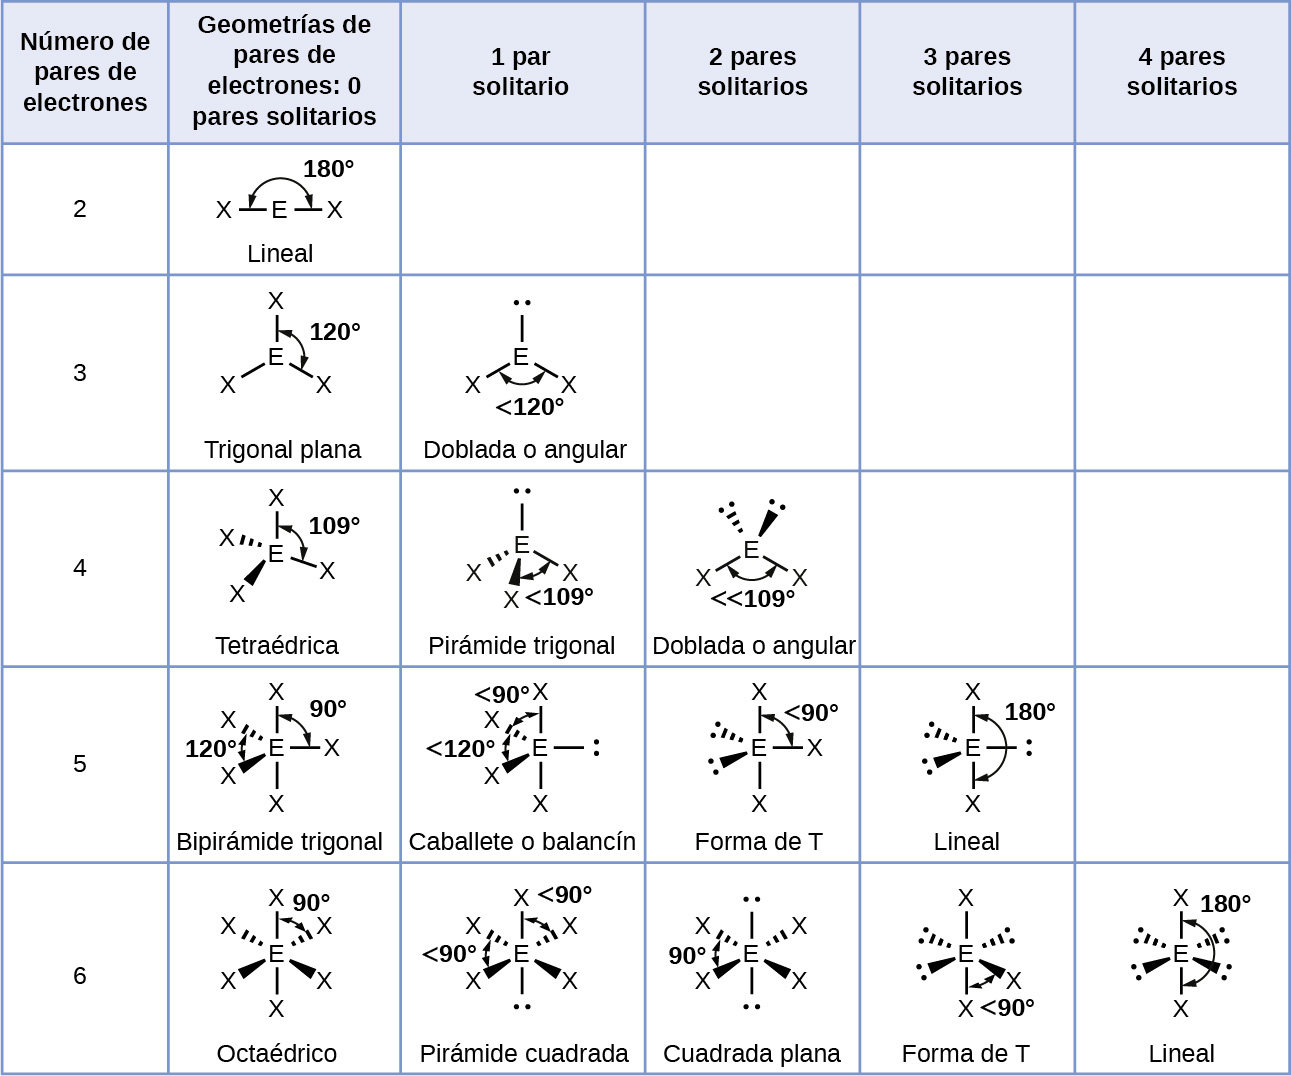 Número de
pares de
electrones
Geometrías de
pares de
electrones: 0
pares solitarios
1 par
solitario
2 pares
solitarios
3 pares
solitarios
4 pares
solitarios
2
180°
X E X
Lineal
3
X
120°
E
X X
Trigonal plana
E
X X
<120°
Doblada o angular
4
X
109°
X
E
X
X
Tetraédrica
E
X X
X
<109°
Pirámide trigonal
E
X X
<<109°
Doblada o angular
5
X
90°
X
120°
E X
X
X
Bipirámide trigonal
<90°
X
X
<120°
E
X
X
Caballete o balancín
X
<90°
E X
X
Forma de T
X
180°
E
X
Lineal
6
X
90°
X X
E
X X
X
Octaédrico
X
<90°
X X
<90°
E
X X
Pirámide cuadrada
X X
90°
E
X X
Cuadrada plana
X
E
X
X
<90°
Forma de T
X
180°
E
X
Lineal